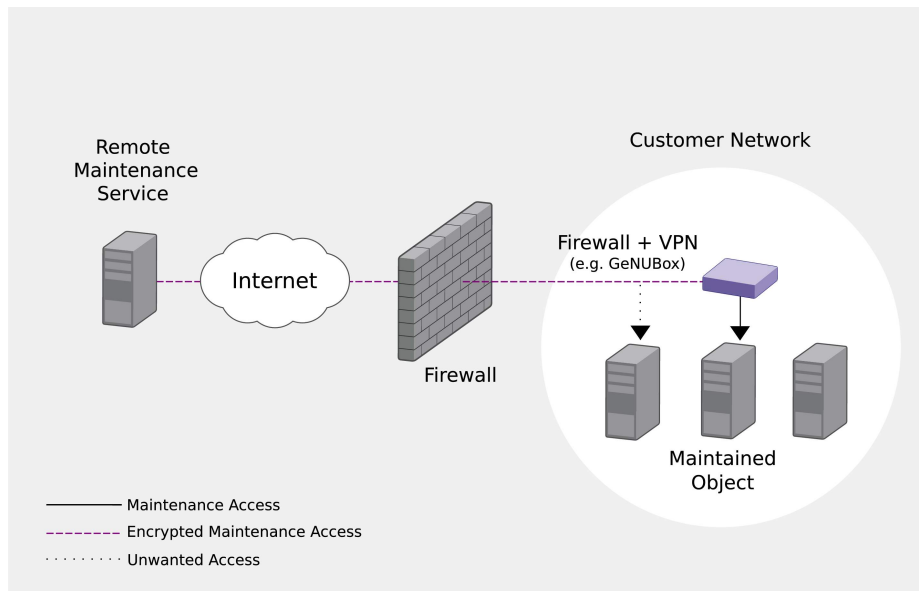 Remote
Maintenance
Service
Customer Network
Firewall + VPN
(e.g. GeNUBox)
Internet
Firewall
Maintained
Object
Maintenance Access
Encrypted Maintenance Access
Unwanted Access